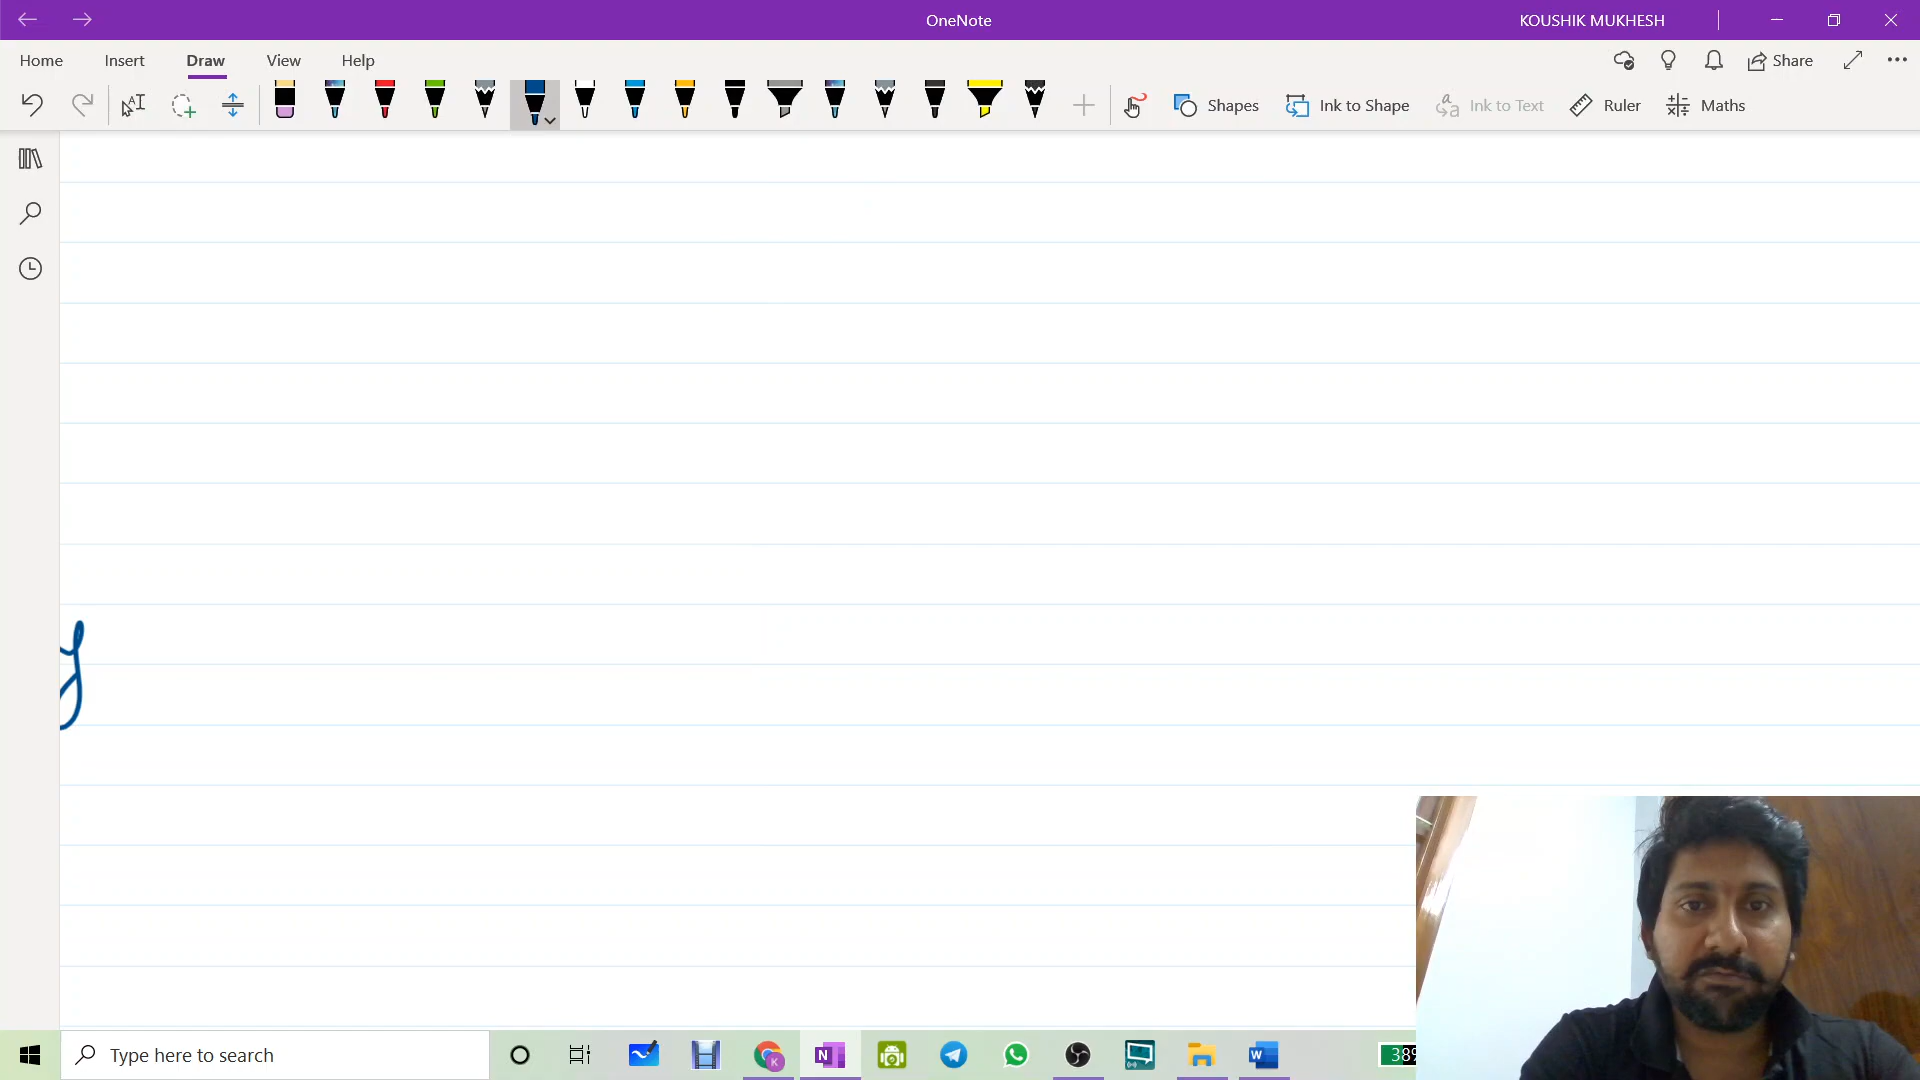 OneNote
KOUSHIK MUKHESH
Home Insert Draw View Help
Share
Shapes Ink to Shape Ink to Text Ruler Maths
y
Type here to search
38%